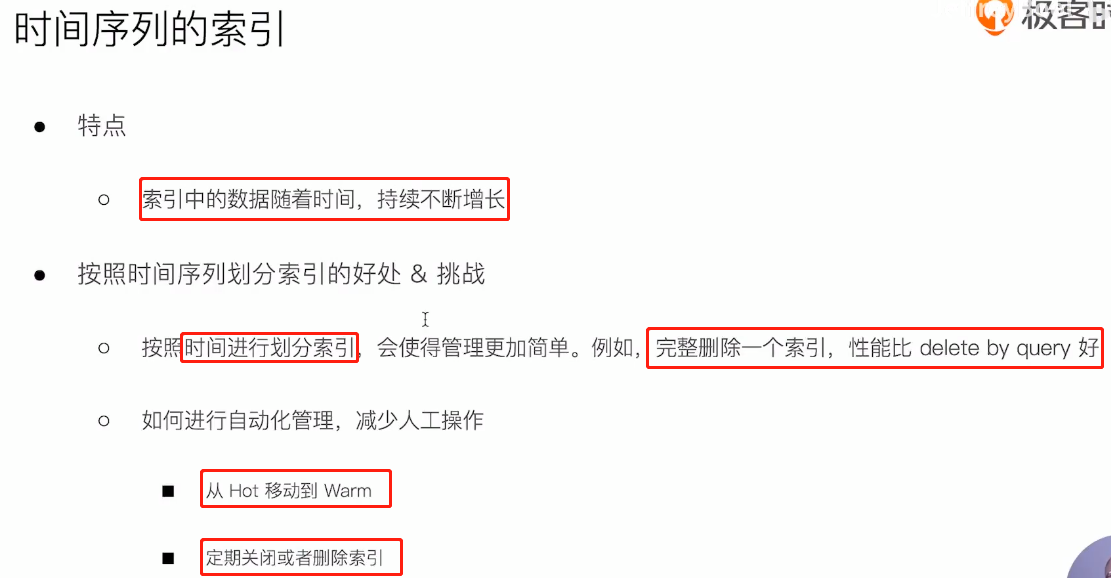 时间序列的索引
极客时
● 特点
○ 索引中的数据随着时间，持续不断增长
● 按照时间序列划分索引的好处 & 挑战
○ 按照时间进行划分索引，会使得管理更加简单。例如，完整删除一个索引，性能比 delete by query 好
○ 如何进行自动化管理，减少人工操作
■ 从 Hot 移动到 Warm
■ 定期关闭或者删除索引